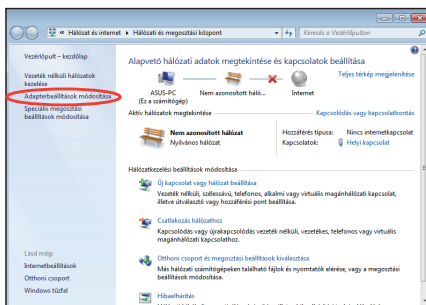 « Hálózat és internet ▸ Hálózati és megosztási központ
Keresés a Vezérlőpulton
Vezérlőpult – kezdőlap
Vezeték nélküli hálózatok
kezelése
Adapterbeállítások módosítása
Speciális megosztási
beállítások módosítása
Alapvető hálózati adatok megtekintése és kapcsolatok beállítása
Teljes térkép megjelenítése
ASUS-PC
(Ez a számítógép)
Nem azonosított háló...
Internet
Aktív hálózatok megtekintése
Kapcsolódás vagy kapcsolatbontás
Nem azonosított hálózat
Nyilvános hálózat
Hozzáférés típusa: Nincs internetkapcsolat
Kapcsolatok: Helyi kapcsolat
Hálózatkezelési beállítások módosítása
Új kapcsolat vagy hálózat beállítása
Vezeték nélküli, szélessávú, telefonos, alkalmi vagy virtuális magánhálózati kapcsolat,
illetve útválasztó vagy hozzáférési pont beállítása.
Csatlakozás hálózathoz
Kapcsolódás vagy újrakapcsolódás vezeték nélküli, vezetékes, telefonos vagy virtuális
magánhálózati kapcsolathoz.
Otthoni csoport és megosztási beállítások kiválasztása
Más hálózati számítógépeken található fájlok és nyomtatók elérése, vagy a megosztási
beállítások módosítása.
Hibaelhárítás
Lásd még:
Internetbeállítások
Otthoni csoport
Windows tűzfal